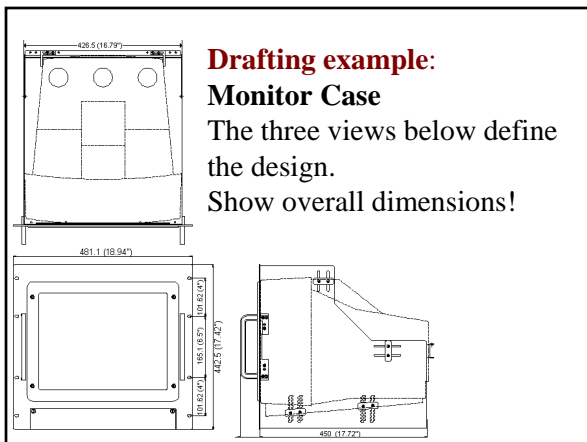 426.5 (16.79")
Drafting example:
Monitor Case
The three views below define
the design.
Show overall dimensions!
481.1 (18.94")
101.62 (4")
165.1 (6.5")
101.62 (4")
442.5 (17.42")
450 (17.72")